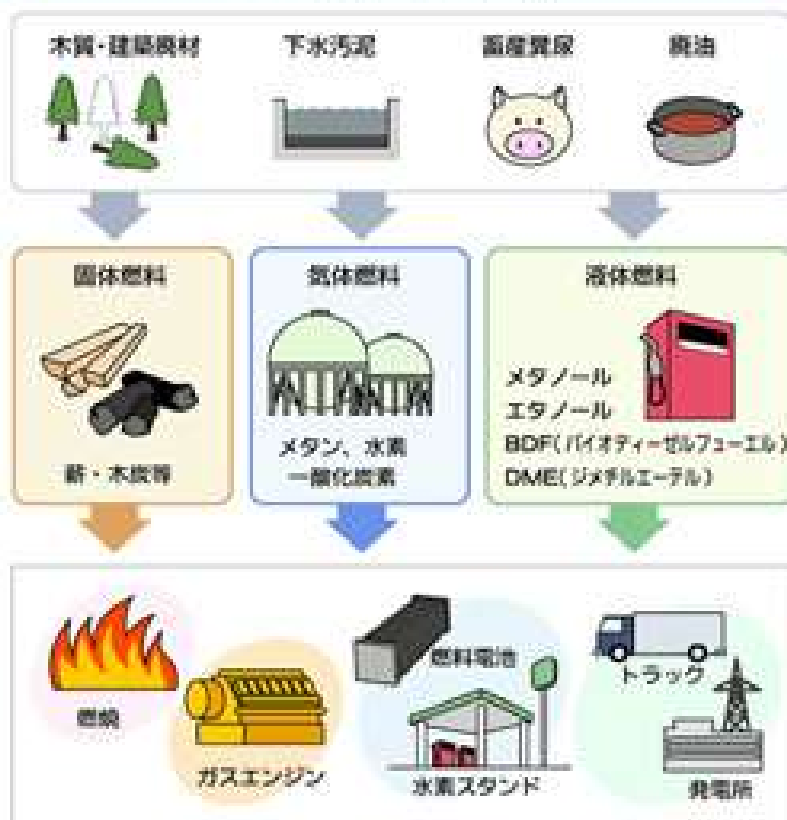 木質・建築廃材
下水汚泥
畜産糞尿
廃油
固体燃料
気体燃料
液体燃料
薪・木炭等
メタン、水素
一酸化炭素
メタノール
エタノール
BDF(バイオディーゼルフューエル)
DME(ジメチルエーテル)
燃焼
ガスエンジン
燃料電池
水素スタンド
トラック
発電所